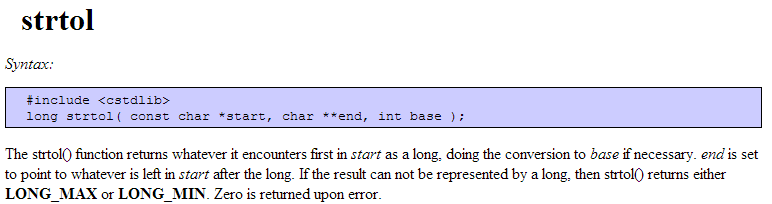 strtol
Syntax:
#include <cstdlib>
long strtol( const char *start, char **end, int base );
The strtol() function returns whatever it encounters first in start as a long, doing the conversion to base if necessary. end is set
to point to whatever is left in start after the long. If the result can not be represented by a long, then strtol() returns either
LONG_MAX or LONG_MIN. Zero is returned upon error.